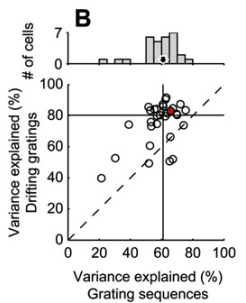 B
# of cells
7
0
Variance explained (%)
Drifting gratings
100
80
60
40
20
0
0 20 40 60 80 100
Variance explained (%)
Grating sequences